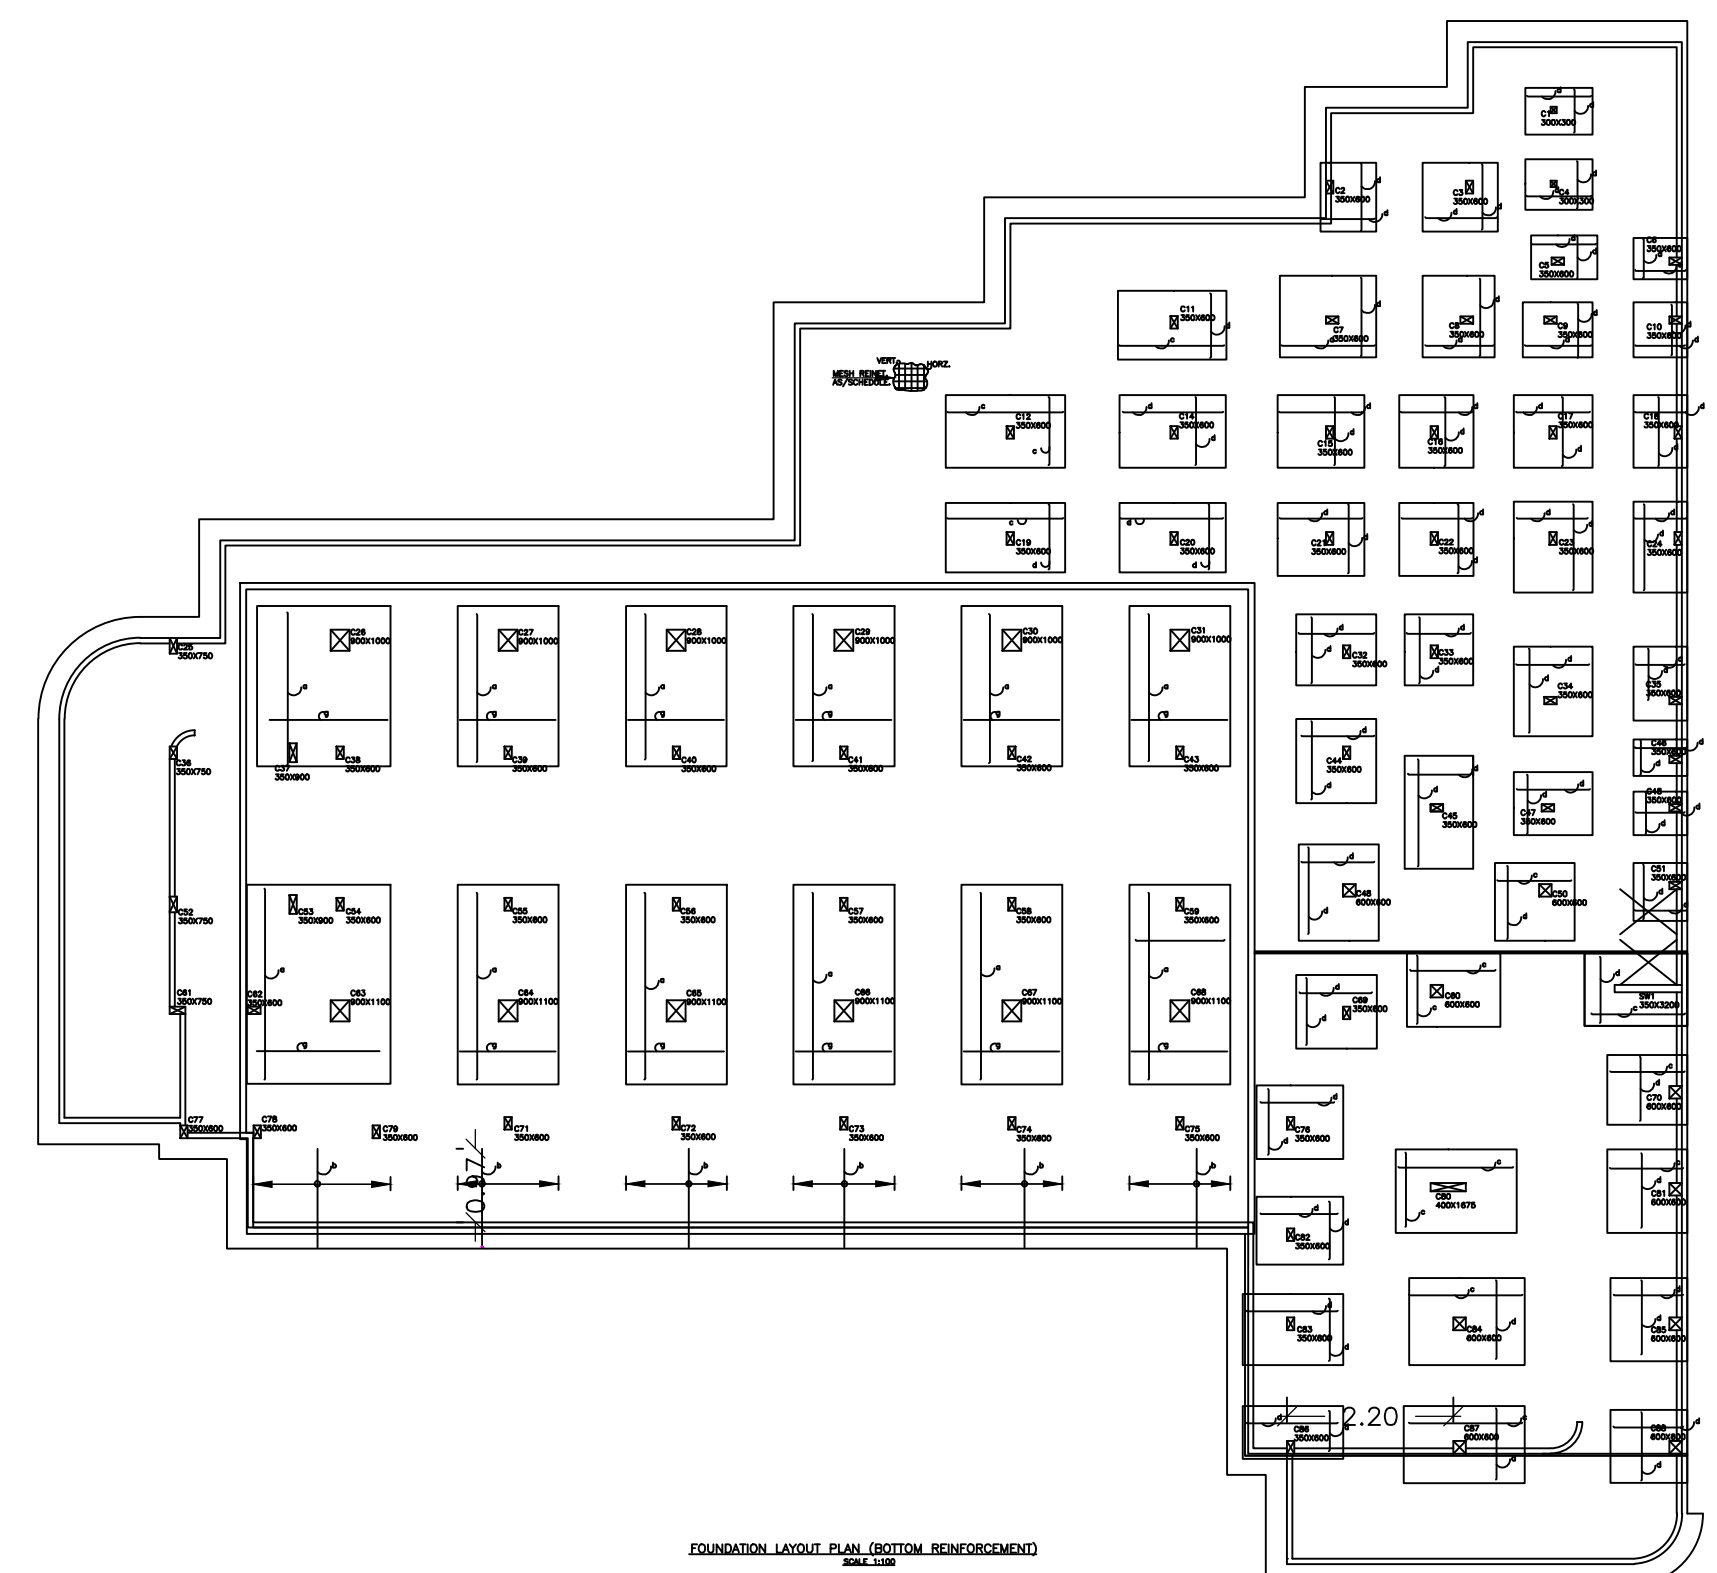 d
C1
300X300
d
C2
350X600
d
d
C3
350X600
d
d
C4
300X300
d
d
C5
350X600
d
C6
350X600
d
C11
350X600
d
c
C7
350X600
d
d
C8
350X600
d
d
C9
350X600
d
d
C10
350X600
d
VERT.
HORZ.
AS/SCHEDULE.
c
C12
350X600
c
d
C14
350X600
d
d
C15
350X600
d
d
C16
350X600
d
d
C17
350X600
d
d
350X600
d
c
C19
350X600
d
d
C20
350X600
d
d
C21
350X600
d
d
C22
350X600
d
d
C23
350X600
d
d
C24
350X600
C25
350X750
C26
900X1000
a
g
C27
900X1000
a
g
C28
900X1000
a
g
C29
900X1000
a
g
C30
900X1000
a
g
C31
900X1000
a
g
d
C32
350X600
d
d
C33
350X600
d
d
C34
350X600
d
d
C35
350X600
C36
350X750
C37
350X900
C38
350X600
C39
350X600
C40
350X600
C41
350X600
C42
350X600
C43
350X600
d
C44
350X600
d
d
C45
350X600
d
d
C46
350X600
d
d
C47
350X600
d
350X600
d
d
600X600
d
d
C50
600X600
d
C51
350X600
d
d
C52
350X750
C53
350X900
C54
350X600
C55
350X600
C56
350X600
C57
350X600
C58
350X600
C59
350X600
a
a
a
a
a
a
C61
350X750
C62
350X600
C63
900X1100
C64
900X1100
C65
900X1100
C66
900X1100
C67
900X1100
C68
900X1100
g
g
g
g
d
C69
350X600
d
c
C60
600X600
c
d
SW1
350X3200
c
c
C70
600X600
d
C77
350X600
C78
350X600
C79
350X600
C71
350X600
C72
350X600
C73
350X600
C74
350X600
C75
350X600
d
C76
350X600
d
b
b
b
b
b
b
0.97
c
C80
400X1675
c
c
C81
600X600
d
d
C82
350X600
d
d
C83
350X600
d
c
C84
600X600
d
d
C85
600X600
d
d
2.20
C86
350X600
d
c
C87
600X600
d
d
C88
600X600
d
FOUNDATION LAYOUT PLAN (BOTTOM REINFORCEMENT)
SCALE 1:100